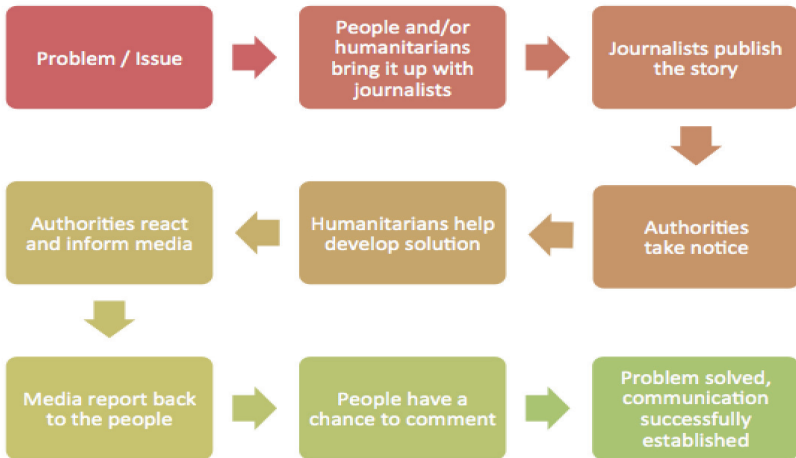 Problem / Issue
People and/or
humanitarians
bring it up with
journalists
Journalists publish
the story
Authorities
take notice
Humanitarians help
develop solution
Authorities react
and inform media
Media report back
to the people
People have a
chance to comment
Problem solved,
communication
successfully
established